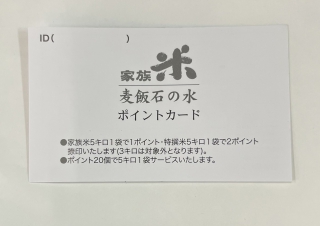 ID(                    )
家族 米
麦飯石の水
ポイントカード
●家族米5キロ1袋で1ポイント・特撰米5キロ1袋で2ポイント
捺印いたします(3キロは対象外となります)。
●ポイント20個で5キロ1袋サービスいたします。